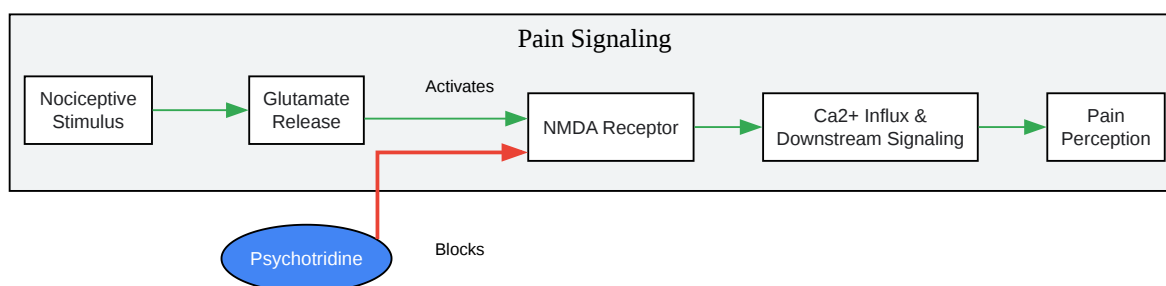 Pain Signaling
Nociceptive
Stimulus
Glutamate
Release
Activates
NMDA Receptor
Ca2+ Influx &
Downstream Signaling
Pain
Perception
Psychotridine
Blocks